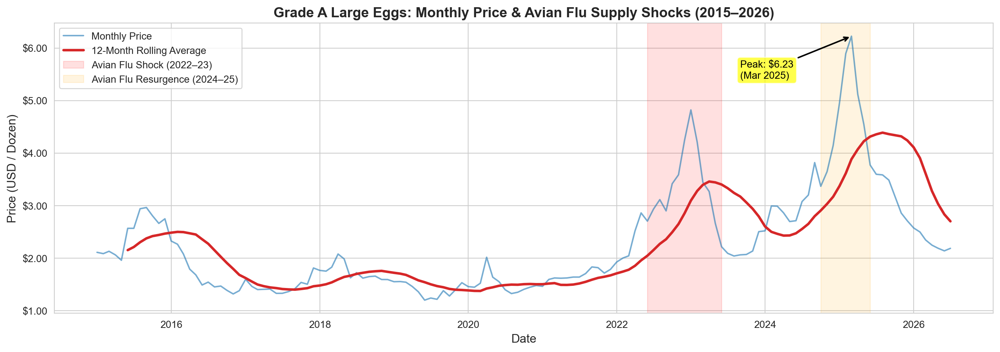 Grade A Large Eggs: Monthly Price & Avian Flu Supply Shocks (2015–2026)
Monthly Price
12-Month Rolling Average
Avian Flu Shock (2022–23)
Avian Flu Resurgence (2024–25)
Peak: $6.23
(Mar 2025)
Price (USD / Dozen)
$6.00
$5.00
$4.00
$3.00
$2.00
$1.00
2016
2018
2020
2022
2024
2026
Date